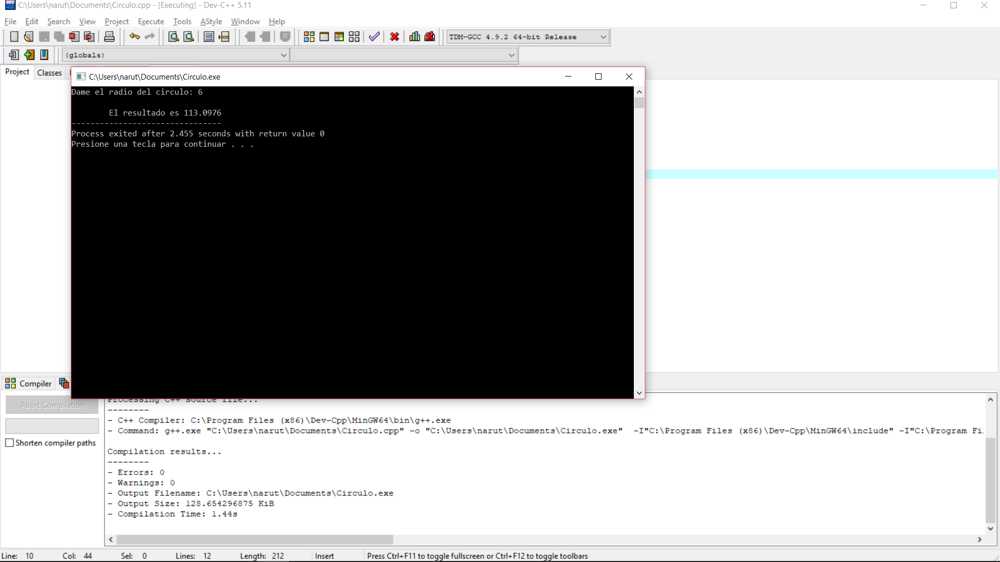 C:\Users\narut\Documents\Circulo.cpp - [Executing] - Dev-C++ 5.11
File Edit Search View Project Execute Tools AStyle Window Help
TDM-GCC 4.9.2 64-bit Release
(globals)
Project Classes
C:\Users\narut\Documents\Circulo.exe
Dame el radio del circulo: 6
El resultado es 113.0976
--------------------------------
Process exited after 2.455 seconds with return value 0
Presione una tecla para continuar . . .
Compiler
Abort Compilation
Shorten compiler paths
Processing C++ source file...
--------
- C++ Compiler: C:\Program Files (x86)\Dev-Cpp\MinGW64\bin\g++.exe
- Command: g++.exe "C:\Users\narut\Documents\Circulo.cpp" -o "C:\Users\narut\Documents\Circulo.exe"  -I"C:\Program Files (x86)\Dev-Cpp\MinGW64\include" -I"C:\Program
Compilation results...
--------
- Errors: 0
- Warnings: 0
- Output Filename: C:\Users\narut\Documents\Circulo.exe
- Output Size: 128.654296875 KiB
- Compilation Time: 1.44s
Line: 10 Col: 44 Sel: 0 Lines: 12 Length: 212 Insert Press Ctrl+F11 to toggle fullscreen or Ctrl+F12 to toggle toolbars